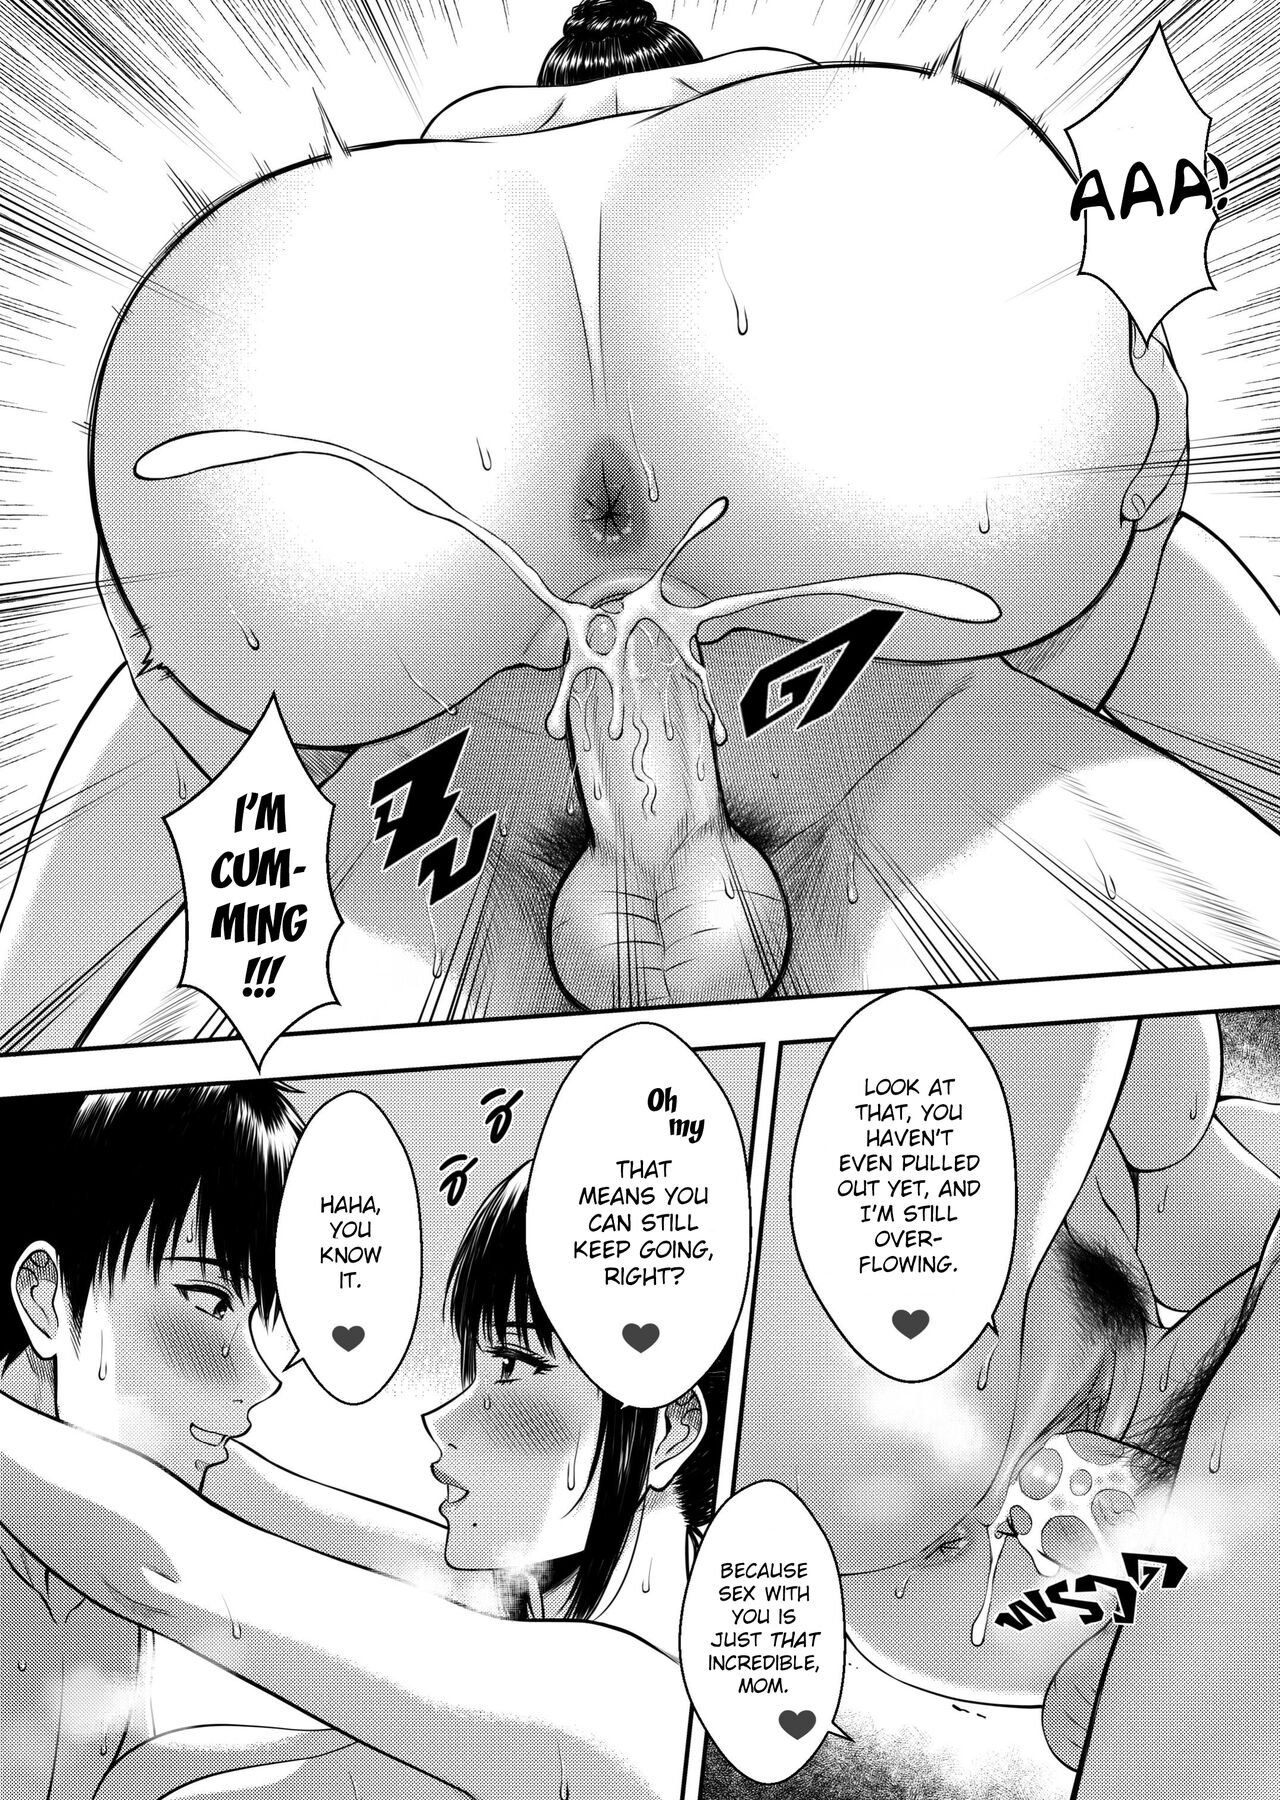 AAA!
I'M
CUM-
MING
!!!
LOOK AT
THAT, YOU
HAVEN'T
EVEN PULLED
OUT YET, AND
I'M STILL
OVER-
FLOWING.
BECAUSE
SEX WITH
YOU IS
JUST THAT
INCREDIBLE,
MOM.
Oh
my
THAT
MEANS YOU
CAN STILL
KEEP GOING,
RIGHT?
HAHA,
YOU
KNOW
IT.